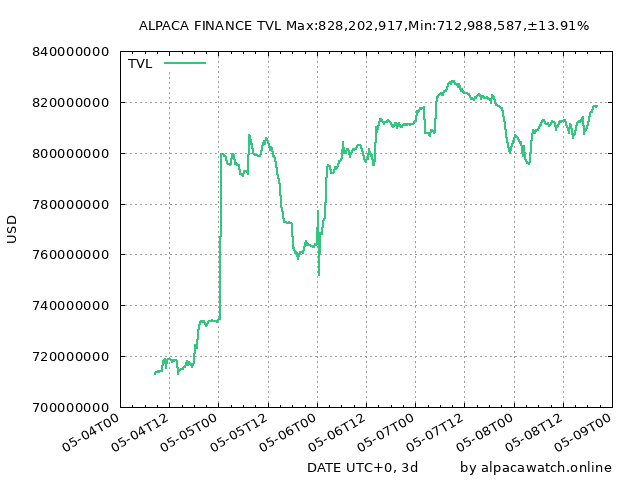 ALPACA FINANCE TVL Max:828,202,917,Min:712,988,587,±13.91%
TVL
840000000
820000000
800000000
780000000
760000000
740000000
720000000
700000000
USD
05-04T00
05-04T12
05-05T00
05-05T12
05-06T00
05-06T12
05-07T00
05-07T12
05-08T00
05-08T12
05-09T00
DATE UTC+0, 3d
by alpacawatch.online